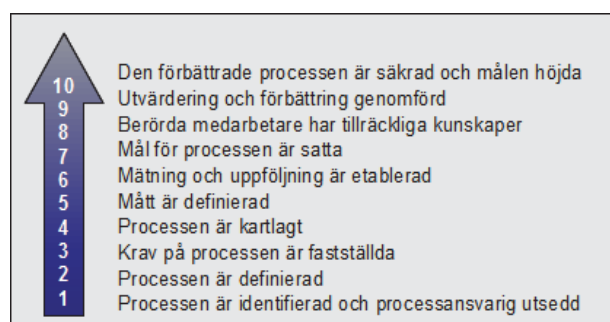 10 Den förbättrade processen är säkrad och målen höjda
9 Utvärdering och förbättring genomförd
8 Berörda medarbetare har tillräckliga kunskaper
7 Mål för processen är satta
6 Mätning och uppföljning är etablerad
5 Mått är definierad
4 Processen är kartlagt
3 Krav på processen är fastställda
2 Processen är definierad
1 Processen är identifierad och processansvarig utsedd